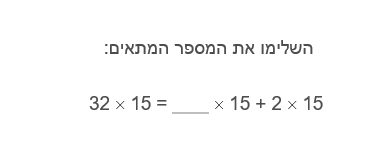 השלימו את המספר המתאים:
32 × 15 = ____ × 15 + 2 × 15